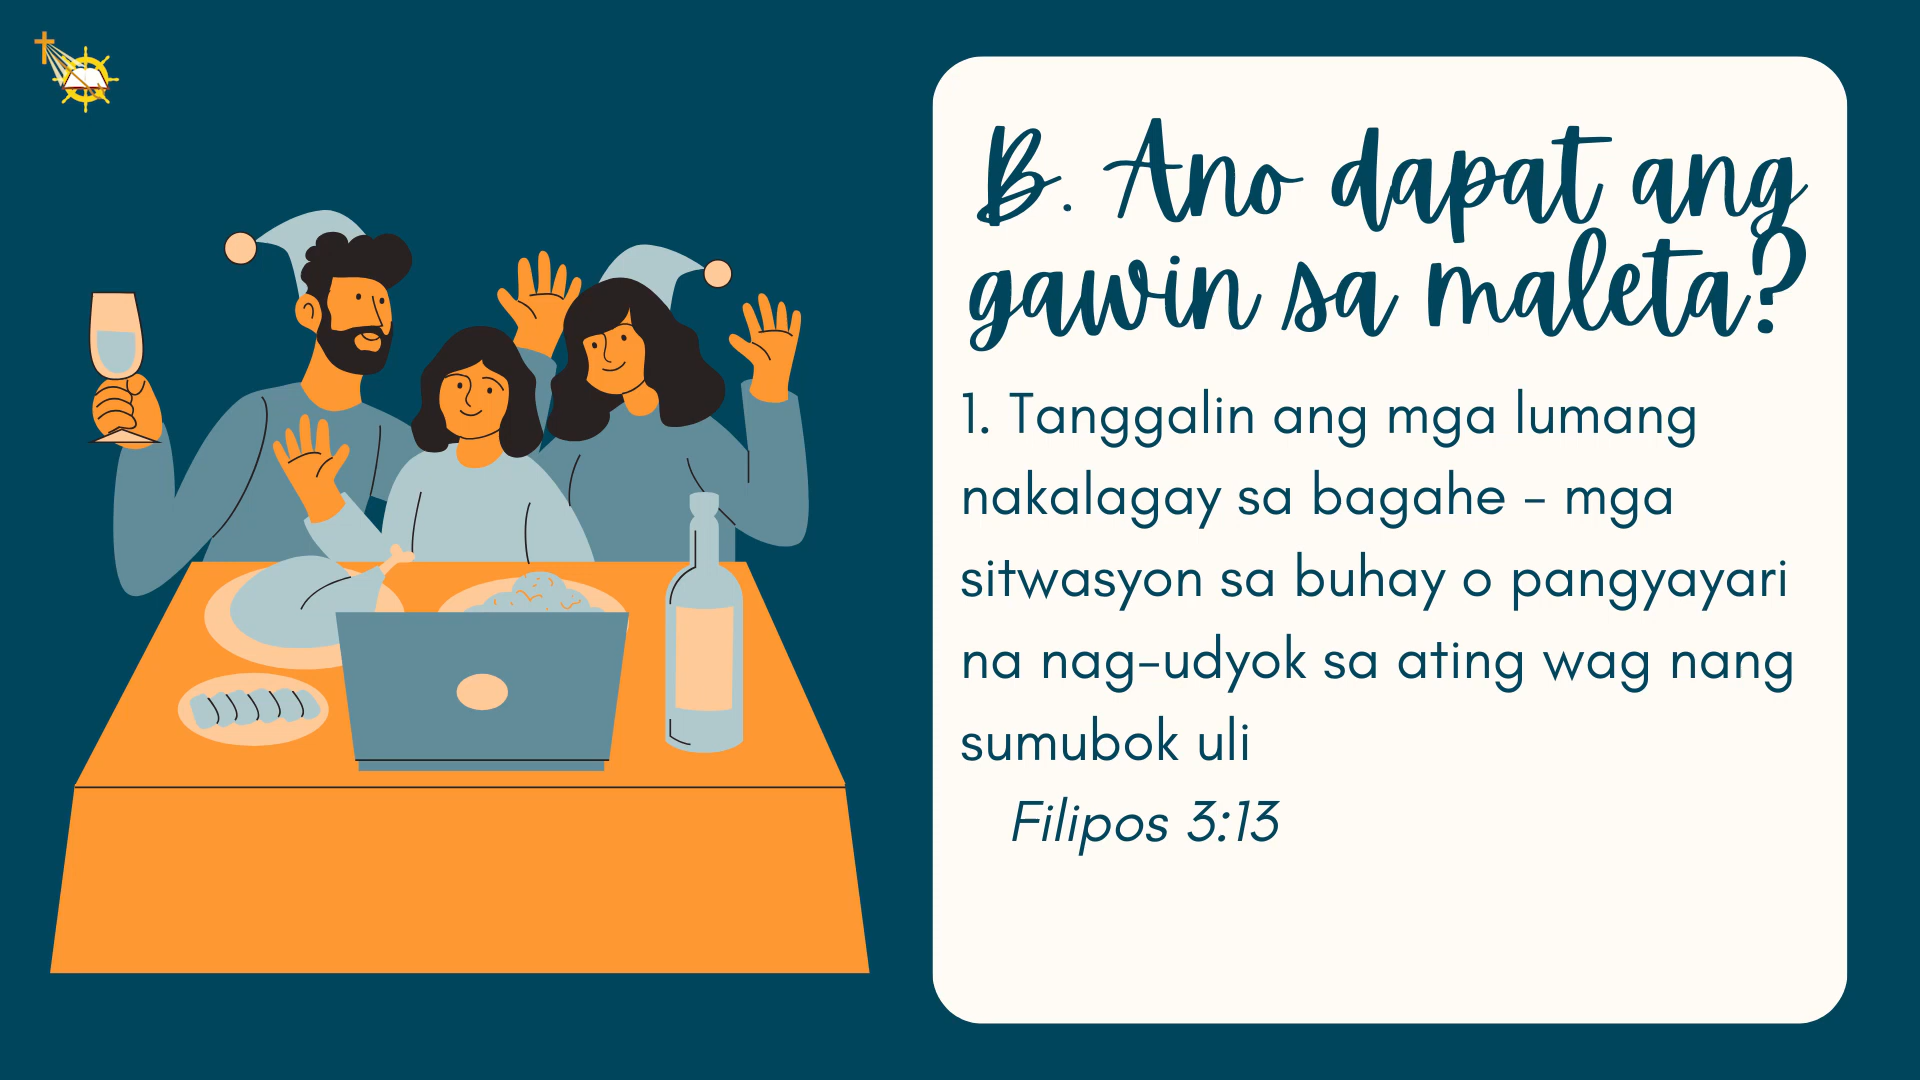 B. Ano dapat ang
gawin sa maleta?
1. Tanggalin ang mga lumang
nakalagay sa bagahe – mga
sitwasyon sa buhay o pangyayari
na nag-udyok sa ating wag nang
sumubok uli
Filipos 3:13